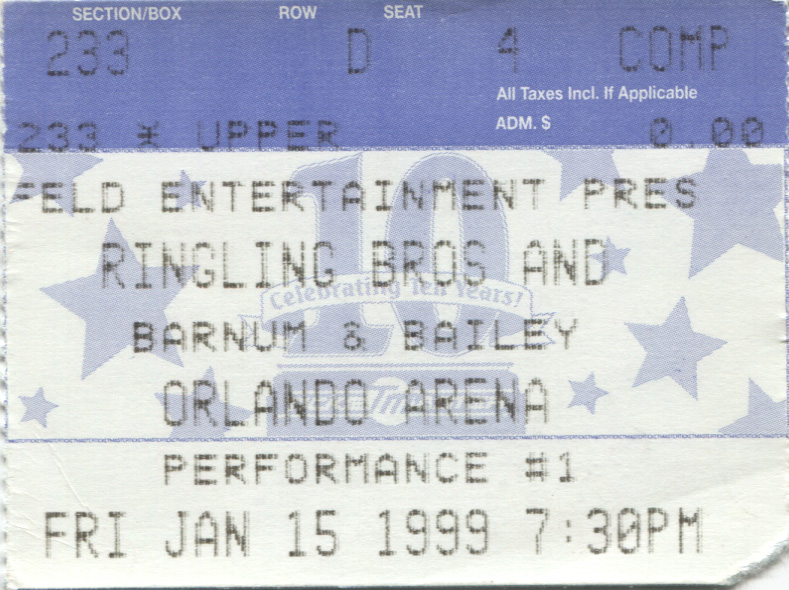 SECTION/BOX ROW SEAT
233 D 4 COMP
All Taxes Incl. If Applicable
ADM. $
233 * UPPER 0.00
FELD ENTERTAINMENT PRES
RINGLING BROS AND
10
Celebrating Ten Years!
BARNUM & BAILEY
ORLANDO ARENA
PERFORMANCE #1
FRI JAN 15 1999 7:30PM